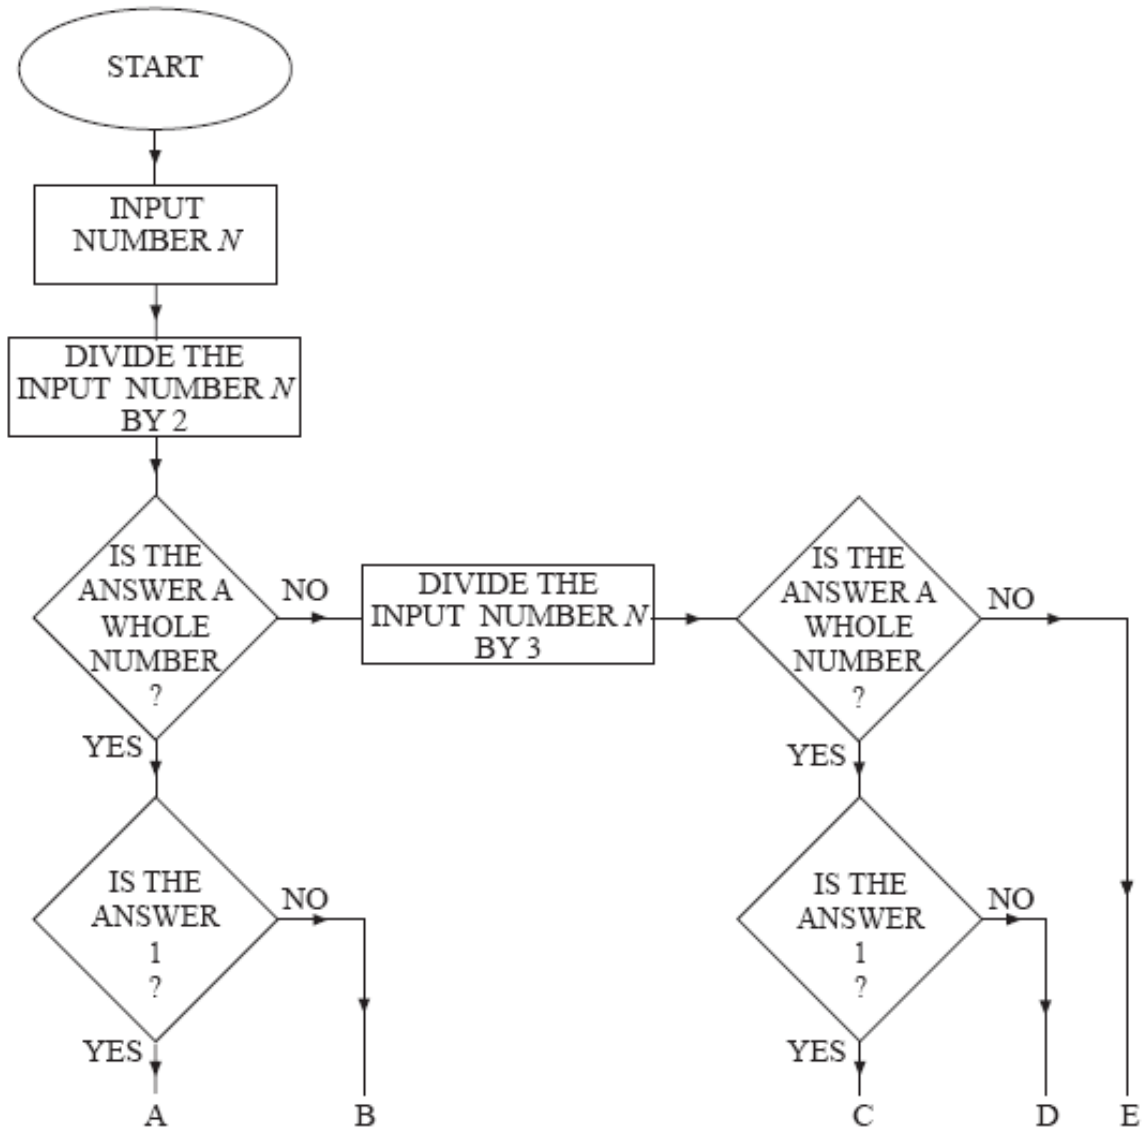 START
INPUT
NUMBER N
DIVIDE THE
INPUT NUMBER N
BY 2
IS THE
ANSWER A
WHOLE
NUMBER
?
NO
DIVIDE THE
INPUT NUMBER N
BY 3
IS THE
ANSWER A
WHOLE
NUMBER
?
NO
YES
YES
IS THE
ANSWER
1
?
NO
IS THE
ANSWER
1
?
NO
YES
YES
A
B
C
D
E